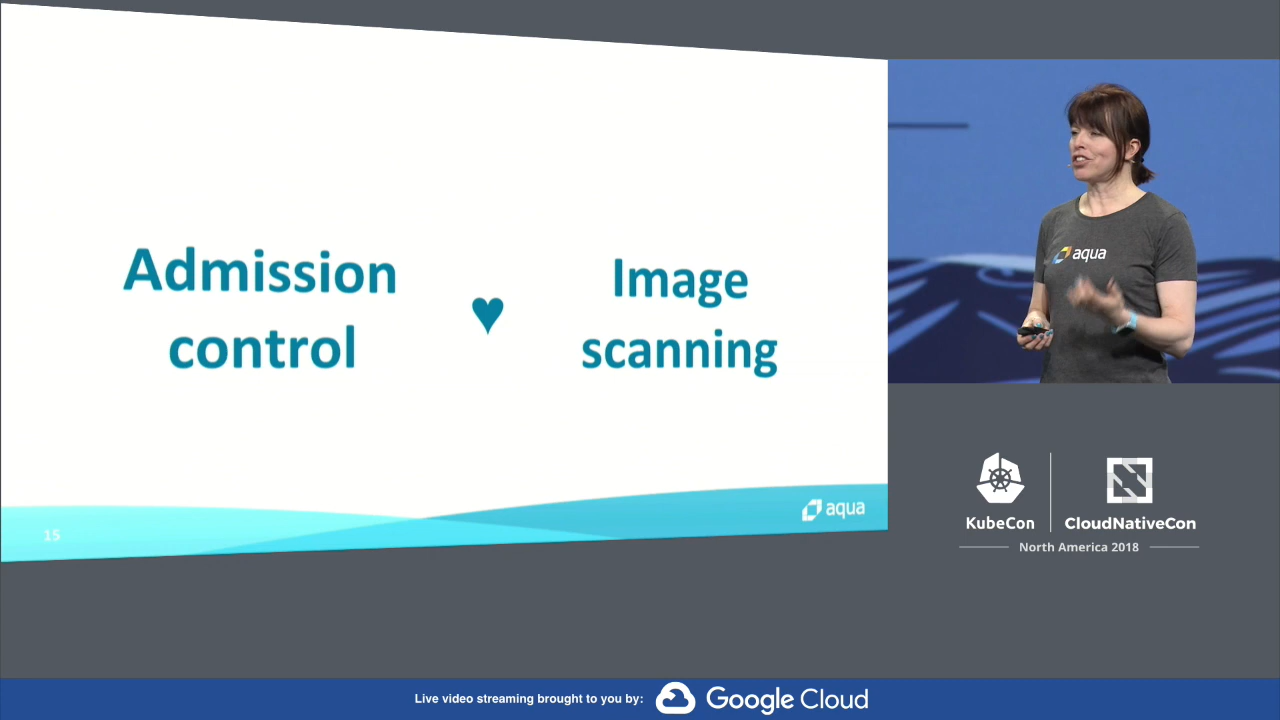 Admission
control
♥
Image
scanning
15
aqua
aqua
KubeCon
CloudNativeCon
North America 2018
Live video streaming brought to you by:
Google Cloud